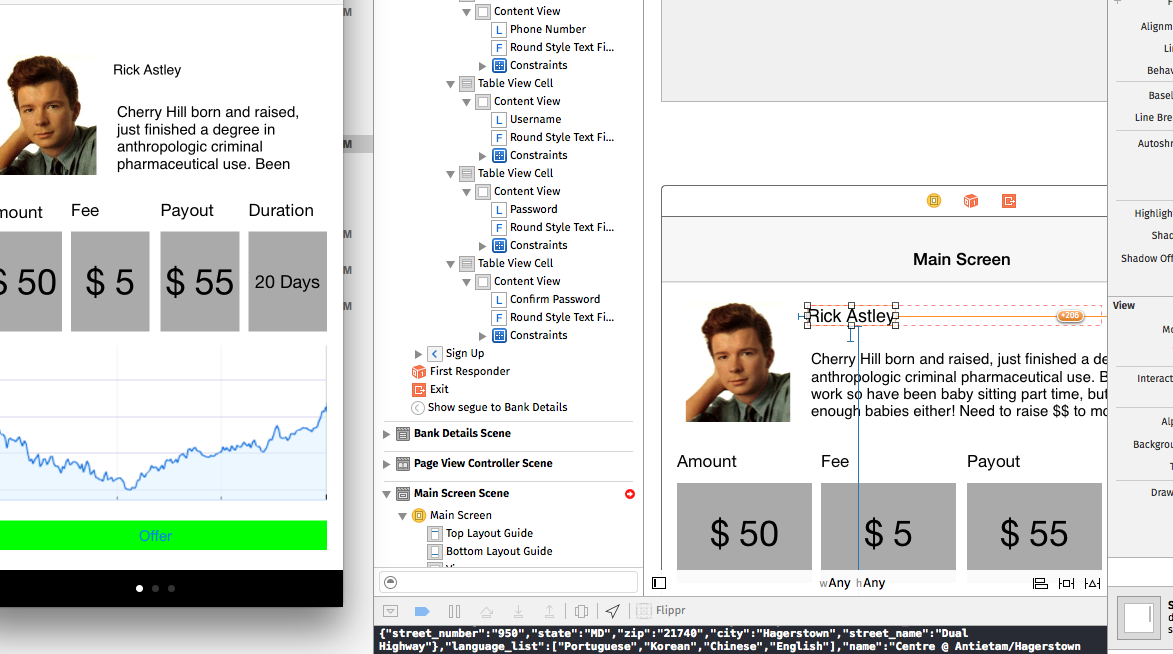 Rick Astley
Cherry Hill born and raised,
just finished a degree in
anthropologic criminal
pharmaceutical use. Been
mount
Fee
Payout
Duration
$ 50
$ 5
$ 55
20 Days
Offer
M
M
M
M
M
Content View
L Phone Number
F Round Style Text Fi...
Constraints
Table View Cell
Content View
L Username
F Round Style Text Fi...
Constraints
Table View Cell
Content View
L Password
F Round Style Text Fi...
Constraints
Table View Cell
Content View
L Confirm Password
F Round Style Text Fi...
Constraints
Sign Up
First Responder
Exit
Show segue to Bank Details
Bank Details Scene
Page View Controller Scene
Main Screen Scene
Main Screen
Top Layout Guide
Bottom Layout Guide
Main Screen
Rick Astley
+206
Cherry Hill born and raised, just finished a de
anthropologic criminal pharmaceutical use. B
work so have been baby sitting part time, but
enough babies either! Need to raise $$ to mo
Amount
Fee
Payout
$ 50
$ 5
$ 55
wAny hAny
Flippr
{"street_number":"950","state":"MD","zip":"21740","city":"Hagerstown","street_name":"Dual
Highway"},"language_list":["Portuguese","Korean","Chinese","English"],"name":"Centre @ Antietam/Hagerstown
Alignm
Li
Behav
Basel
Line Bre
Autoshr
Highligh
Shad
Shadow Off
View
Mo
Interact
Alp
Backgrou
T
Draw
S
d
s